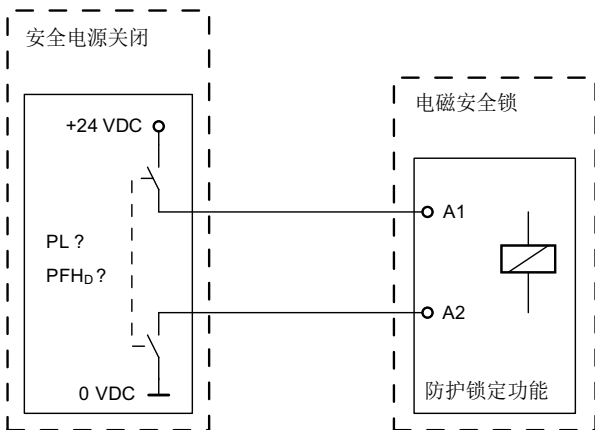 安全电源关闭
+24 VDC
PL ?
PFHD ?
0 VDC
电磁安全锁
A1
A2
防护锁定功能